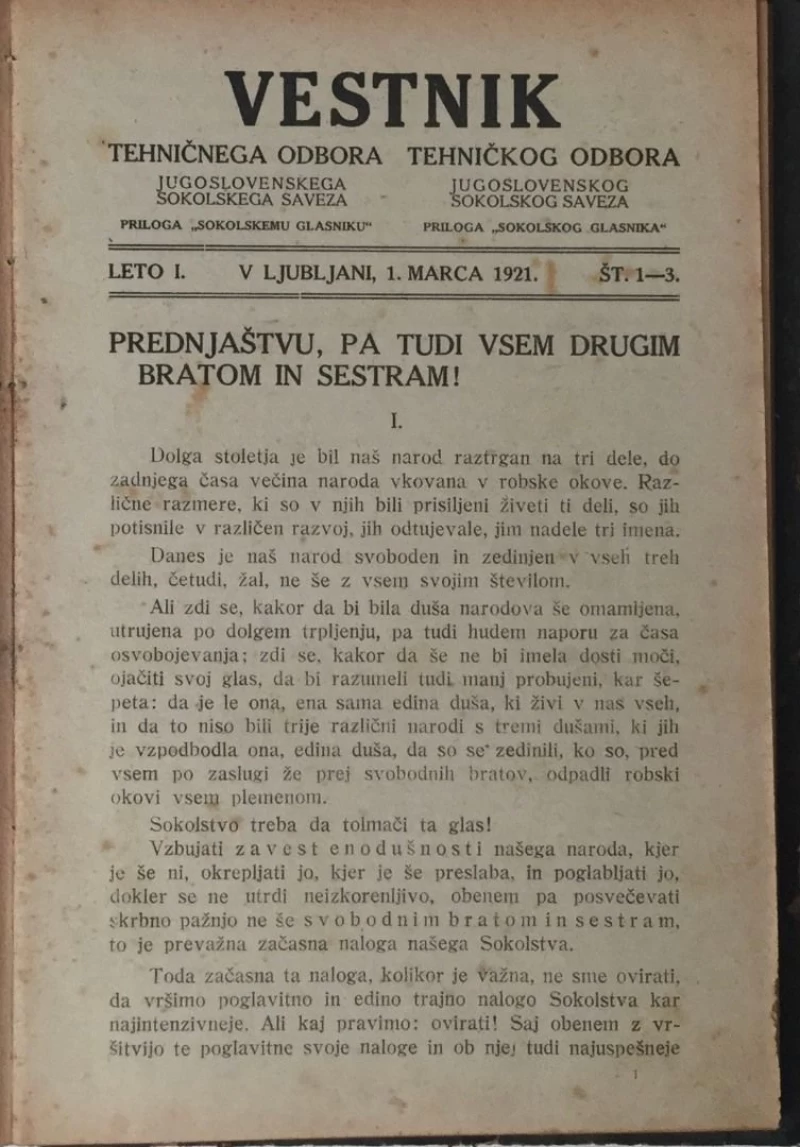 VESTNIK
TEHNIČNEGA ODBORA TEHNIČKOG ODBORA
JUGOSLOVENSKEGA JUGOSLOVENSKOG
SOKOLSKEGA SAVEZA SOKOLSKOG SAVEZA
PRILOGA „SOKOLSKEMU GLASNIKU“ PRILOGA „SOKOLSKOG GLASNIKA“
LETO I. V LJUBLJANI, 1. MARCA 1921. ŠT. 1—3.
PREDNJAŠTVU, PA TUDI VSEM DRUGIM
BRATOM IN SESTRAM!
I.
Dolga stoletja je bil naš narod raztrgan na tri dele, do
zadnjega časa večina naroda vkovana v robske okove. Raz-
lične razmere, ki so v njih bili prisiljeni živeti ti deli, so jih
potisnile v različen razvoj, jih odtujevale, jim nadele tri imena.
Danes je naš narod svoboden in zedinjen v vseh treh
delih, četudi, žal, ne še z vsem svojim številom.
Ali zdi se, kakor da bi bila duša narodova še omamljena,
utrujena po dolgem trpljenju, pa tudi hudem naporu za časa
osvobojevanja; zdi se, kakor da še ne bi imela dosti moči,
ojačiti svoj glas, da bi razumeli tudi manj probujeni, kar še-
peta: da je le ona, ena sama edina duša, ki živi v nas vseh,
in da to niso bili trije različni narodi s tremi dušami, ki jih
je vzpodbodla ona, edina duša, da so se zedinili, ko so, pred
vsem po zaslugi že prej svobodnih bratov, odpadli robski
okovi vsem plemenom.
Sokolstvo treba da tolmači ta glas!
Vzbujati zavest enodušnosti našega naroda, kjer
je še ni, okrepljati jo, kjer je še preslaba, in poglabljati jo,
dokler se ne utrdi neizkorenljivo, obenem pa posvečevati
skrbno pažnjo ne še svobodnim bratom in sestram,
to je prevažna začasna naloga našega Sokolstva.
Toda začasna ta naloga, kolikor je važna, ne sme ovirati,
da vršimo poglavitno in edino trajno nalogo Sokolstva kar
najintenzivneje. Ali kaj pravimo: ovirati! Saj obenem z vr-
šitvijo te poglavitne svoje naloge in ob njej tudi najuspešneje
1